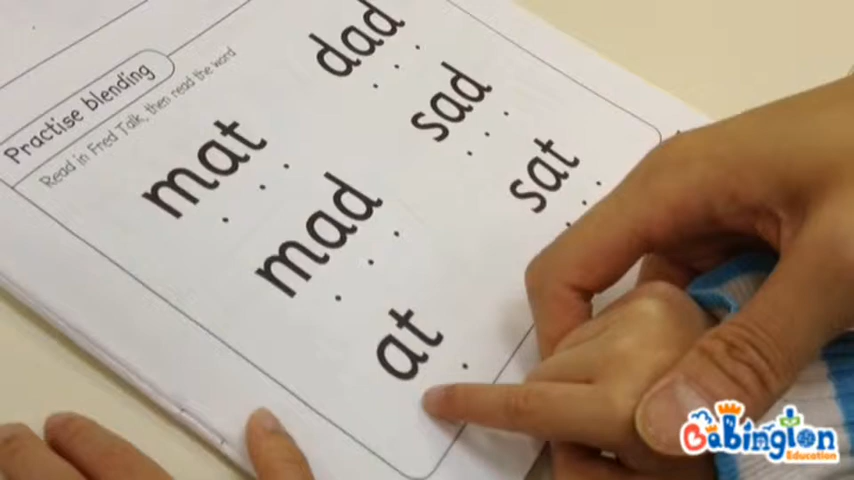 Practise blending
Read in Fred Talk, then read the word
mat
dad
mad
sad
at
sat
Babington
Education